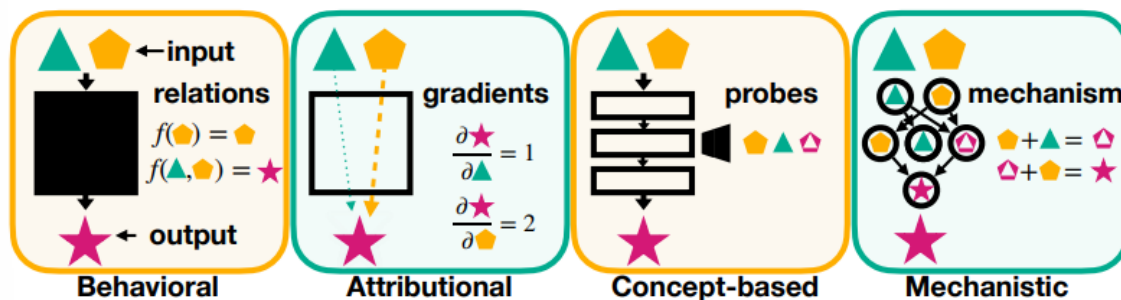 input
relations
f(⬟) = ⬟
f(▲,⬟) = ★
output
Behavioral
gradients
∂★/∂▲ = 1
∂★/∂⬟ = 2
Attributional
probes
Concept-based
mechanism
⬟+▲=⬠
⬠+⬟=★
Mechanistic